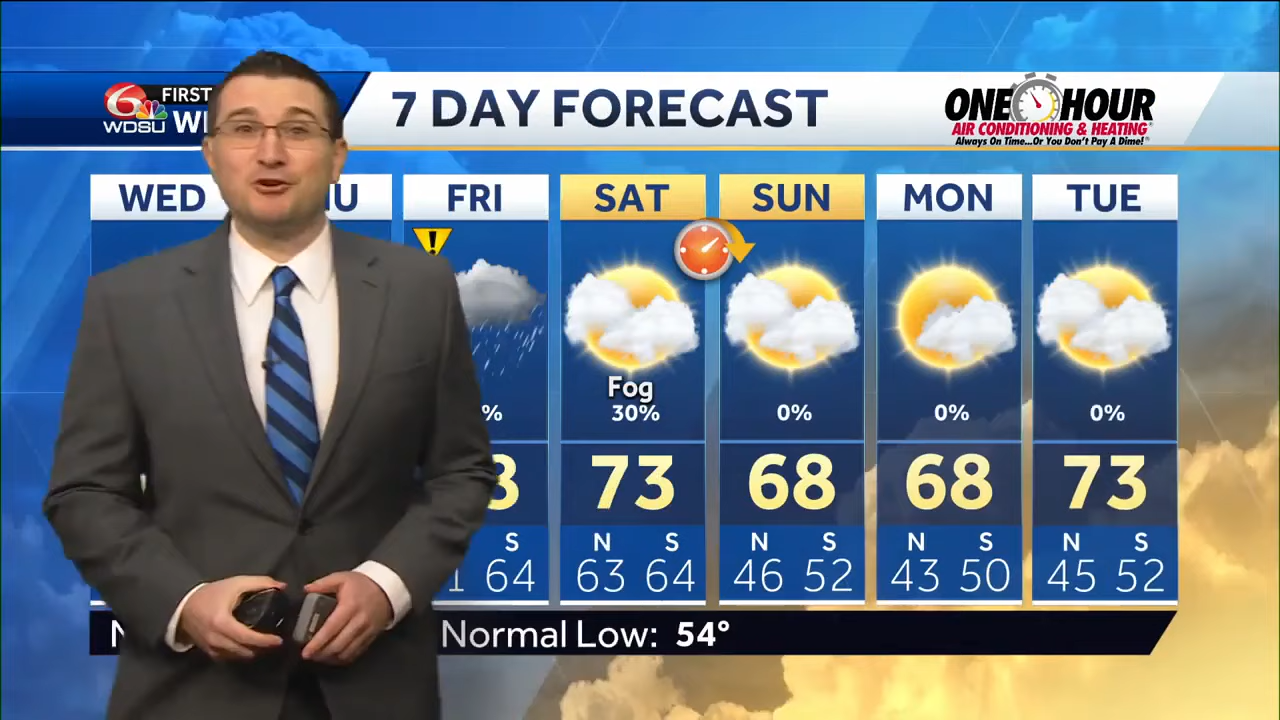 FIRST
6
WDSU
7 DAY FORECAST
ONE HOUR
AIR CONDITIONING & HEATING®
Always On Time...Or You Don't Pay A Dime!®
WED FRI SAT SUN MON TUE
!
Fog
% 30% 0% 0% 0%
73 68 68 73
S N S N S N S N S
64 63 64 46 52 43 50 45 52
Normal Low: 54°